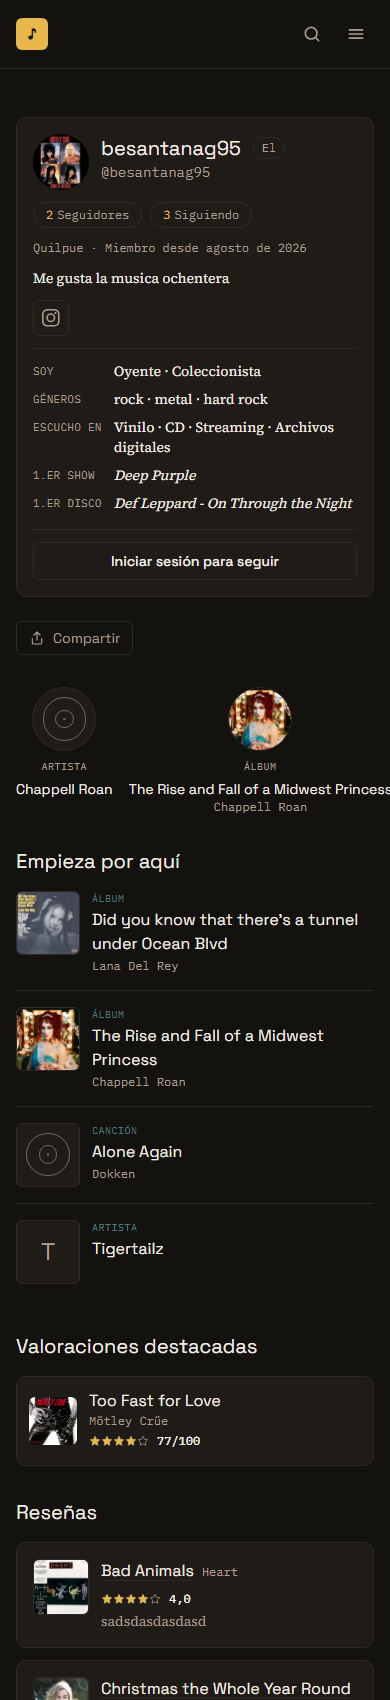 besantanag95 El
@besantanag95
2 Seguidores 3 Siguiendo
Quilpue · Miembro desde agosto de 2026
Me gusta la musica ochentera
SOY Oyente · Coleccionista
GÉNEROS rock · metal · hard rock
ESCUCHO EN Vinilo · CD · Streaming · Archivos
digitales
1.ER SHOW Deep Purple
1.ER DISCO Def Leppard - On Through the Night
Iniciar sesión para seguir
Compartir
ARTISTA
Chappell Roan
ÁLBUM
The Rise and Fall of a Midwest Princess
Chappell Roan
Empieza por aquí
ÁLBUM
Did you know that there's a tunnel
under Ocean Blvd
Lana Del Rey
ÁLBUM
The Rise and Fall of a Midwest
Princess
Chappell Roan
CANCIÓN
Alone Again
Dokken
T
ARTISTA
Tigertailz
Valoraciones destacadas
Too Fast for Love
Mötley Crüe
77/100
Reseñas
Bad Animals Heart
4,0
sadsdasdasdasd
Christmas the Whole Year Round